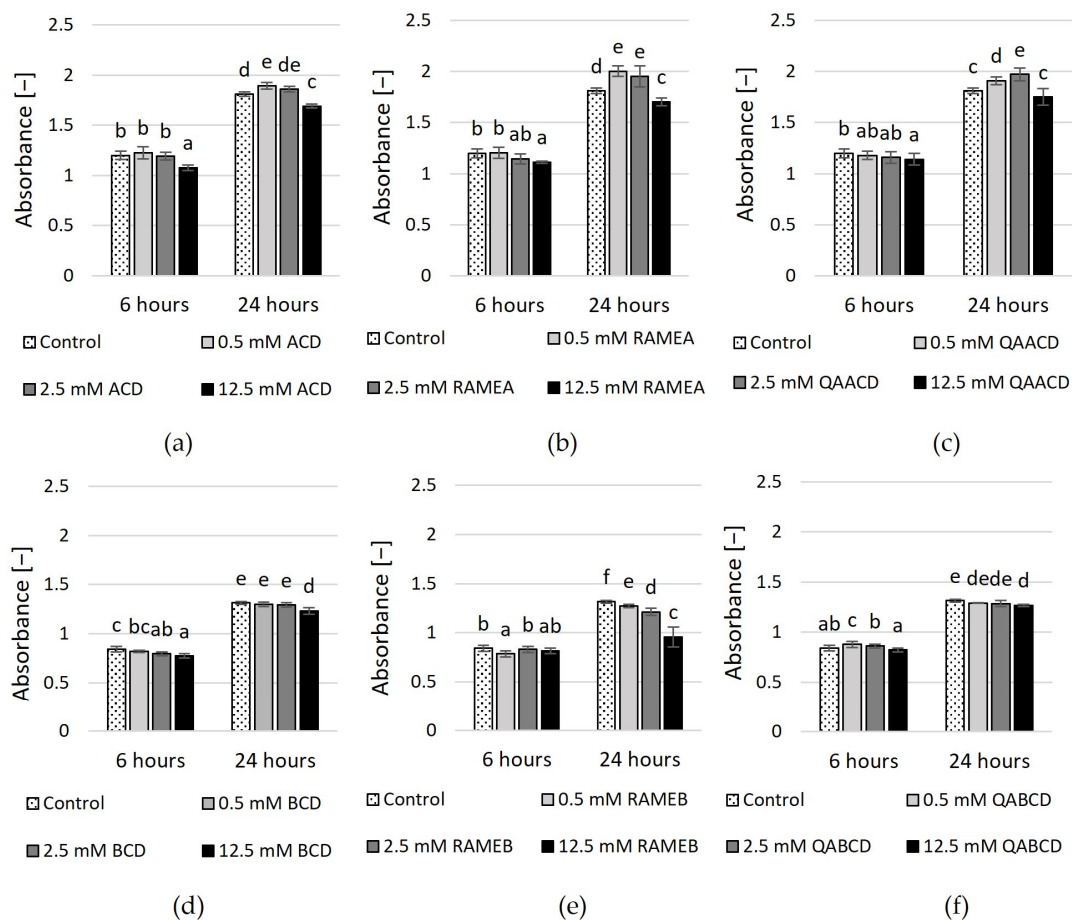 2.5
2
1.5
1
0.5
0
Absorbance [−]
b b b a
d e de c
6 hours 24 hours
Control 0.5 mM ACD
2.5 mM ACD 12.5 mM ACD
(a)
2.5
2
1.5
1
0.5
0
Absorbance [−]
b b ab a
d e e c
6 hours 24 hours
Control 0.5 mM RAMEA
2.5 mM RAMEA 12.5 mM RAMEA
(b)
2.5
2
1.5
1
0.5
0
Absorbance [−]
b ab ab a
c d e c
6 hours 24 hours
Control 0.5 mM QAACD
2.5 mM QAACD 12.5 mM QAACD
(c)
2.5
2
1.5
1
0.5
0
Absorbance [−]
c bc ab a
e e e d
6 hours 24 hours
Control 0.5 mM BCD
2.5 mM BCD 12.5 mM BCD
(d)
2.5
2
1.5
1
0.5
0
Absorbance [−]
b a b ab
f e d c
6 hours 24 hours
Control 0.5 mM RAMEB
2.5 mM RAMEB 12.5 mM RAMEB
(e)
2.5
2
1.5
1
0.5
0
Absorbance [−]
ab c b a
e de de d
6 hours 24 hours
Control 0.5 mM QABCD
2.5 mM QABCD 12.5 mM QABCD
(f)